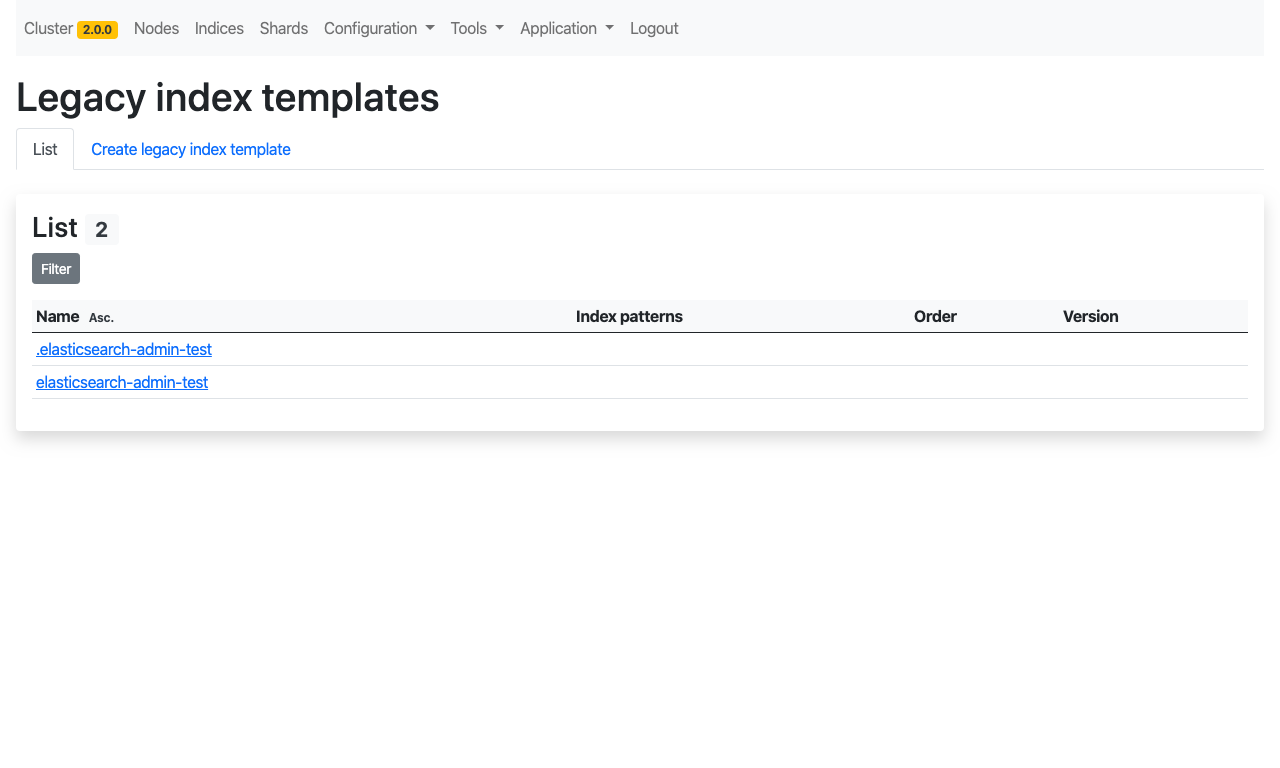 Cluster 2.0.0 Nodes Indices Shards Configuration Tools Application Logout
Legacy index templates
List Create legacy index template
List 2
Filter
Name Asc. Index patterns Order Version
.elasticsearch-admin-test
elasticsearch-admin-test